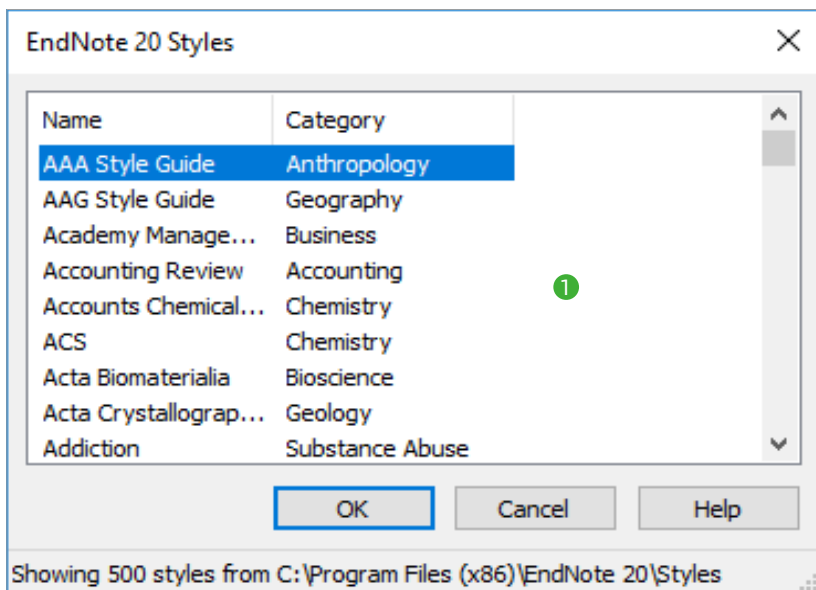 EndNote 20 Styles
Name Category
AAA Style Guide Anthropology
AAG Style Guide Geography
Academy Manage... Business
Accounting Review Accounting
Accounts Chemical... Chemistry
ACS Chemistry
Acta Biomaterialia Bioscience
Acta Crystallograp... Geology
Addiction Substance Abuse
1
OK Cancel Help
Showing 500 styles from C:\Program Files (x86)\EndNote 20\Styles